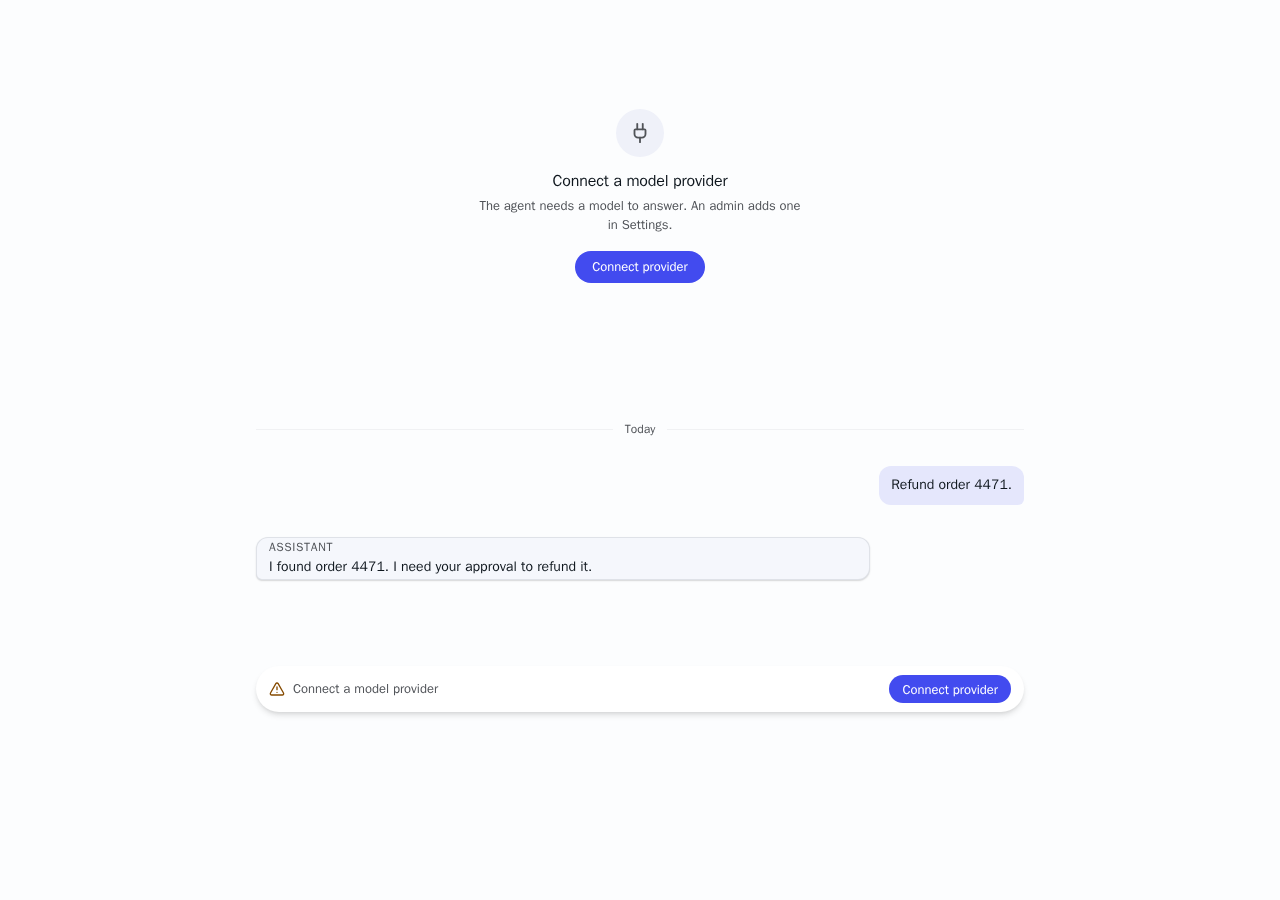 Connect a model provider
The agent needs a model to answer. An admin adds one
in Settings.
Connect provider
Today
Refund order 4471.
ASSISTANT
I found order 4471. I need your approval to refund it.
Connect a model provider
Connect provider